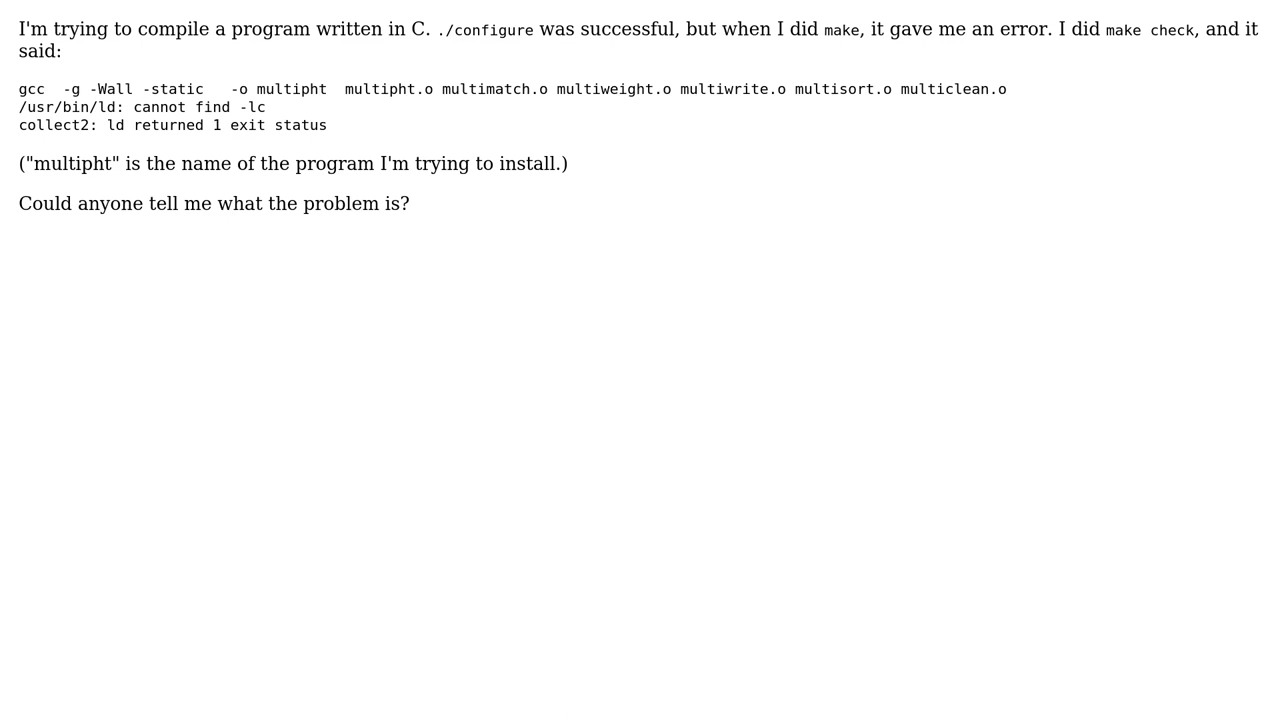 I'm trying to compile a program written in C. ./configure was successful, but when I did make, it gave me an error. I did make check, and it
said:
gcc  -g -Wall -static   -o multipht  multipht.o multimatch.o multiweight.o multiwrite.o multisort.o multiclean.o
/usr/bin/ld: cannot find -lc
collect2: ld returned 1 exit status
("multipht" is the name of the program I'm trying to install.)
Could anyone tell me what the problem is?